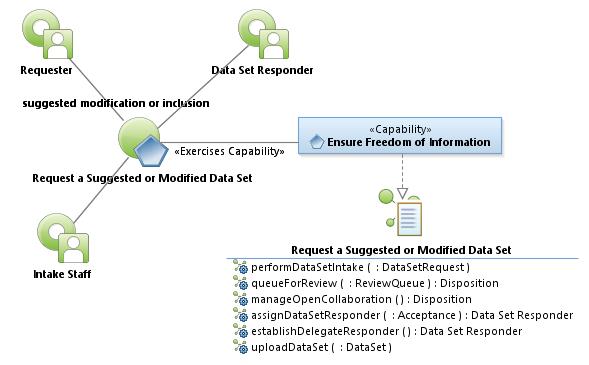 Requester
Data Set Responder
suggested modification or inclusion
«Capability»
Ensure Freedom of Information
«Exercises Capability»
Request a Suggested or Modified Data Set
Intake Staff
Request a Suggested or Modified Data Set
performDataSetIntake ( : DataSetRequest )
queueForReview ( : ReviewQueue ) : Disposition
manageOpenCollaboration ( ) : Disposition
assignDataSetResponder ( : Acceptance ) : Data Set Responder
establishDelegateResponder ( ) : Data Set Responder
uploadDataSet ( : DataSet )